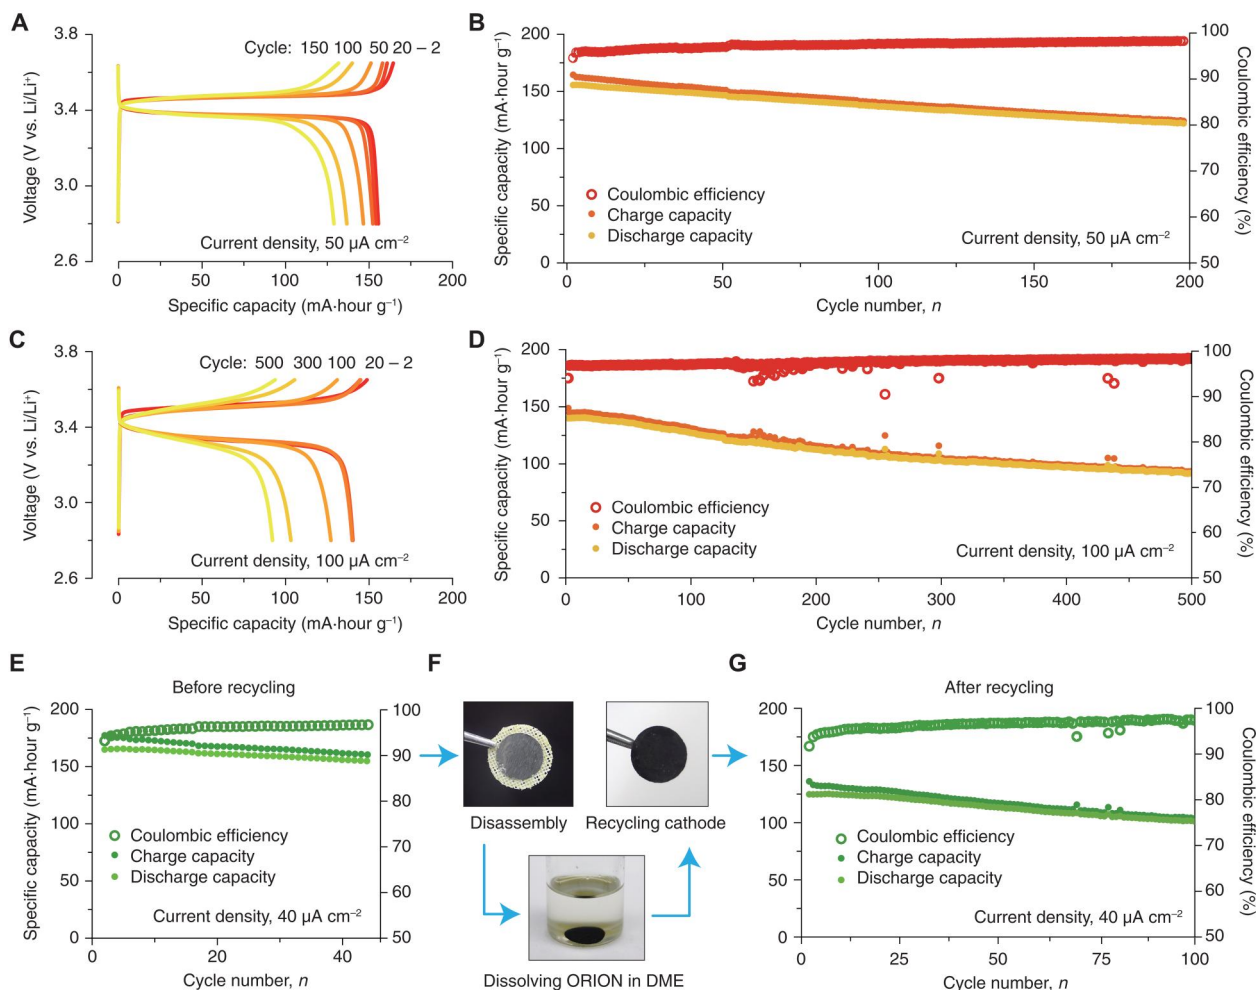 A
3.8
3.4
3.0
2.6
Voltage (V vs. Li/Li⁺)
Cycle: 150 100 50 20 – 2
Current density, 50 µA cm⁻²
0 50 100 150 200
Specific capacity (mA·hour g⁻¹)
B
200
150
100
50
0
Specific capacity (mA·hour g⁻¹)
Coulombic efficiency
Charge capacity
Discharge capacity
Current density, 50 µA cm⁻²
100
90
80
70
60
50
Coulombic efficiency (%)
0 50 100 150 200
Cycle number, n
C
3.8
3.4
3.0
2.6
Voltage (V vs. Li/Li⁺)
Cycle: 500 300 100 20 – 2
Current density, 100 µA cm⁻²
0 50 100 150 200
Specific capacity (mA·hour g⁻¹)
D
200
150
100
50
0
Specific capacity (mA·hour g⁻¹)
Coulombic efficiency
Charge capacity
Discharge capacity
Current density, 100 µA cm⁻²
100
90
80
70
60
50
Coulombic efficiency (%)
0 100 200 300 400 500
Cycle number, n
E
Before recycling
200
150
175
100
50
0
Specific capacity (mA·hour g⁻¹)
Coulombic efficiency
Charge capacity
Discharge capacity
Current density, 40 µA cm⁻²
100
90
80
70
60
50
0 20 40
Cycle number, n
F
Disassembly
Recycling cathode
Dissolving ORION in DME
G
After recycling
200
150
100
50
0
Coulombic efficiency
Charge capacity
Discharge capacity
Current density, 40 µA cm⁻²
100
90
80
70
60
50
Coulombic efficiency (%)
0 25 50 75 100
Cycle number, n